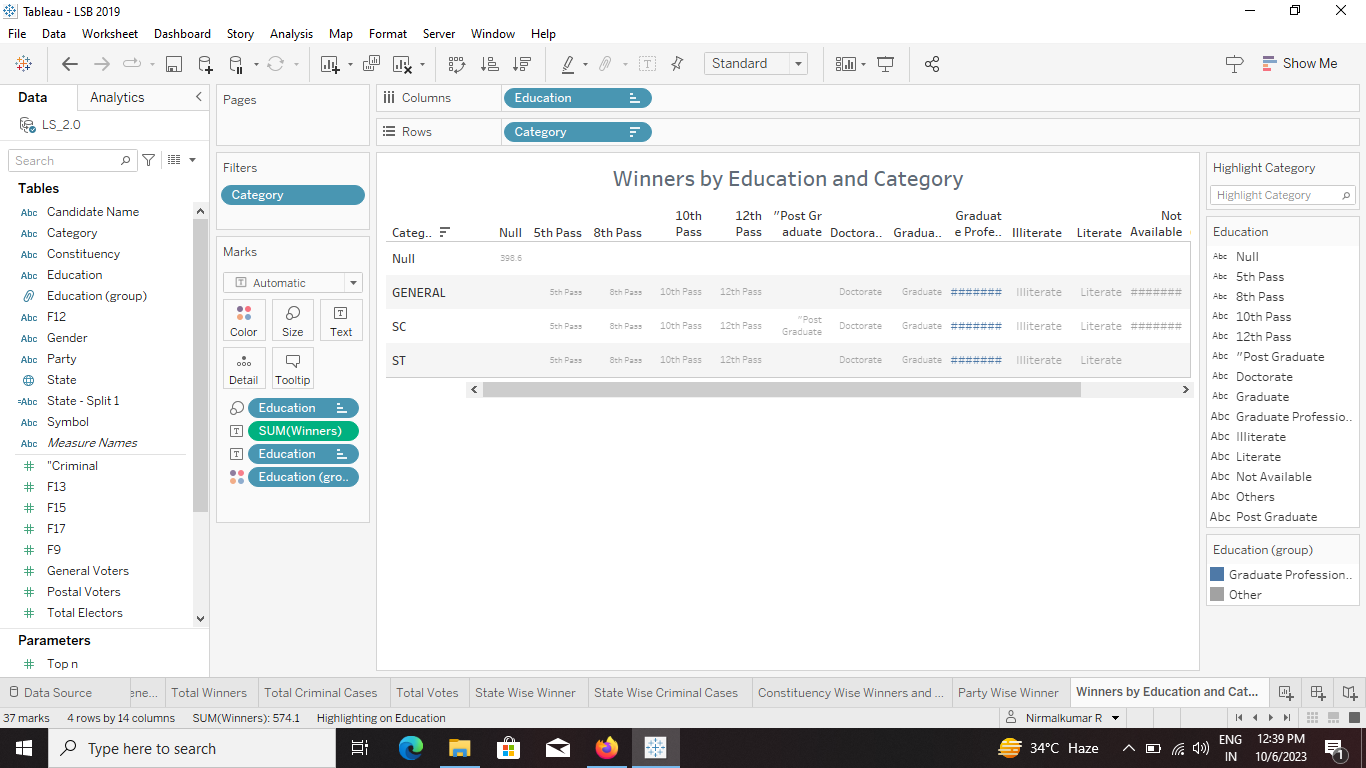 Tableau - LSB 2019
File Data Worksheet Dashboard Story Analysis Map Format Server Window Help
Standard
Show Me
Data Analytics
LS_2.0
Search
Tables
Abc Candidate Name
Abc Category
Abc Constituency
Abc Education
Education (group)
Abc F12
Abc Gender
Abc Party
State
=Abc State - Split 1
Abc Symbol
Abc Measure Names
# "Criminal
# F13
# F15
# F17
# F9
# General Voters
# Postal Voters
# Total Electors
Parameters
# Top n
Pages
Filters
Category
Marks
Automatic
Color Size Text
Detail Tooltip
Education
SUM(Winners)
Education
Education (gro..
Columns Education
Rows Category
Winners by Education and Category
Categ.. Null 5th Pass 8th Pass 10th Pass 12th Pass "Post Graduate Doctora.. Gradua.. Graduate Profe.. Illiterate Literate Not Available
Null 398.6
GENERAL 5th Pass 8th Pass 10th Pass 12th Pass Doctorate Graduate ####### Illiterate Literate #######
SC 5th Pass 8th Pass 10th Pass 12th Pass "Post Graduate Doctorate Graduate ####### Illiterate Literate #######
ST 5th Pass 8th Pass 10th Pass 12th Pass Doctorate Graduate ####### Illiterate Literate
Highlight Category
Highlight Category
Education
Abc Null
Abc 5th Pass
Abc 8th Pass
Abc 10th Pass
Abc 12th Pass
Abc "Post Graduate
Abc Doctorate
Abc Graduate
Abc Graduate Professio..
Abc Illiterate
Abc Literate
Abc Not Available
Abc Others
Abc Post Graduate
Education (group)
Graduate Profession..
Other
Data Source ene... Total Winners Total Criminal Cases Total Votes State Wise Winner State Wise Criminal Cases Constituency Wise Winners and ... Party Wise Winner Winners by Education and Cat...
37 marks 4 rows by 14 columns SUM(Winners): 574.1 Highlighting on Education Nirmalkumar R
Type here to search
34°C Haze
ENG
IN
12:39 PM
10/6/2023
1